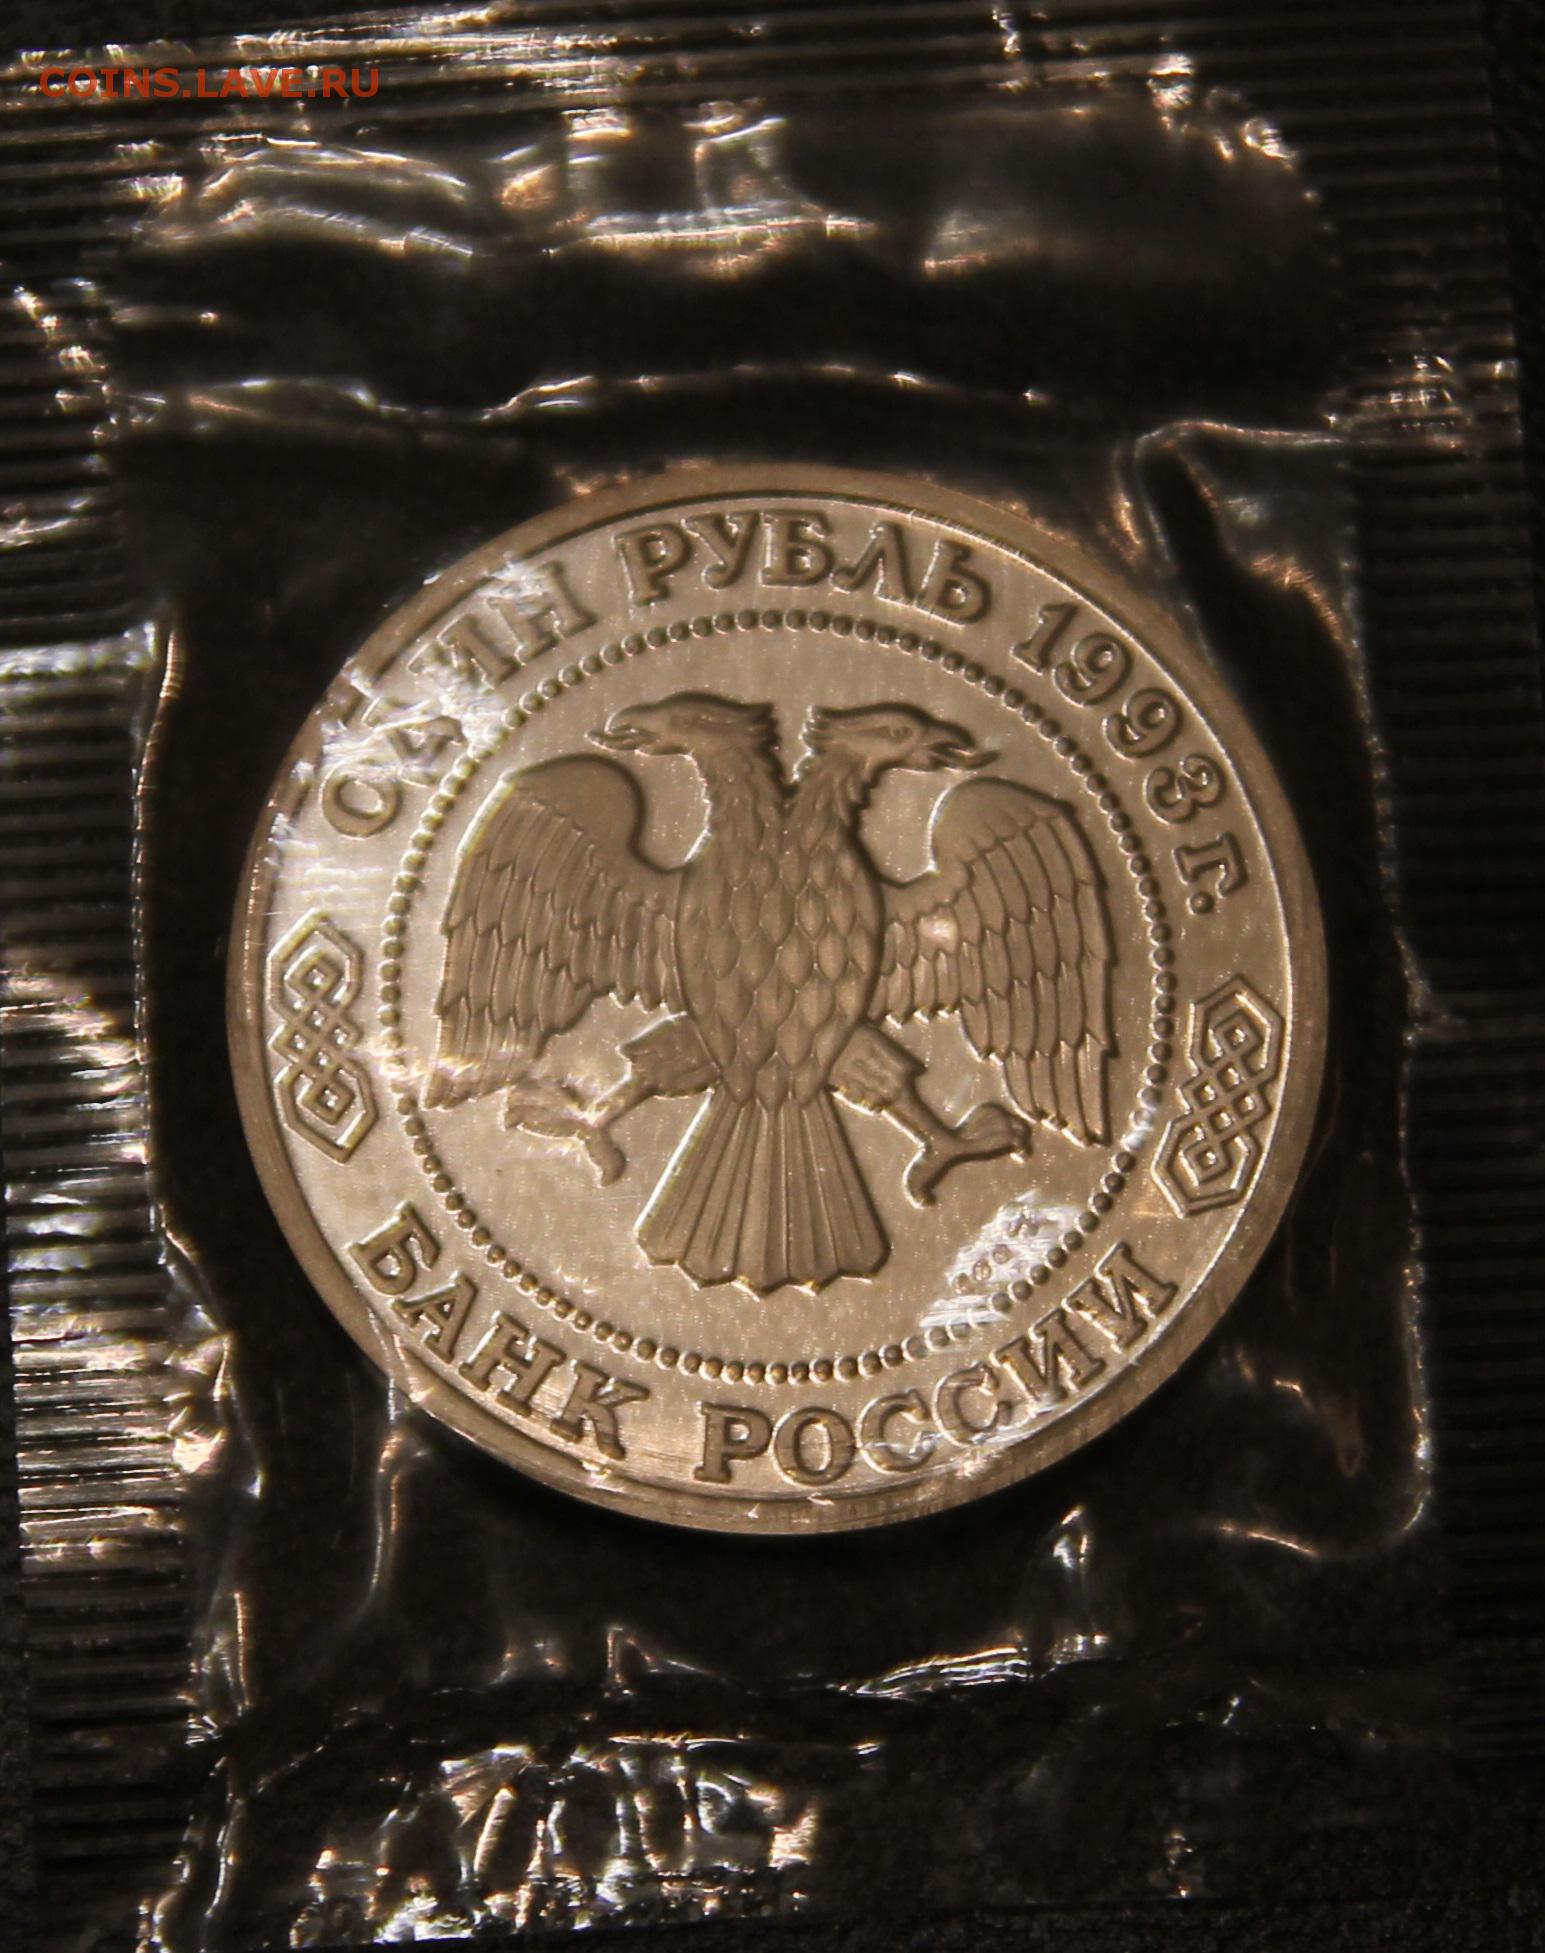 COINS.LAVE.RU
ОДИН РУБЛЬ 1993 г.
БАНК РОССИИ